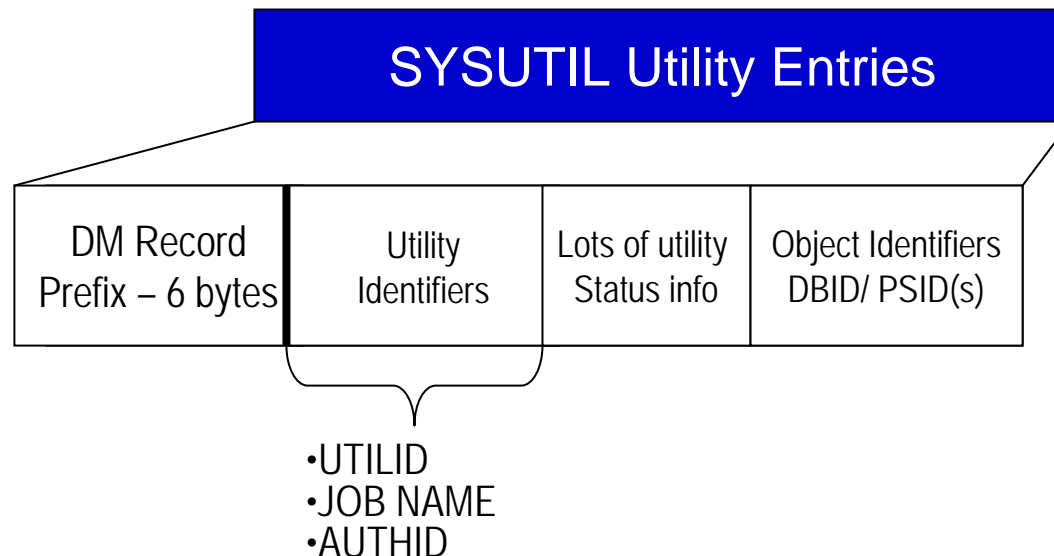 SYSUTIL Utility Entries
DM Record
Prefix – 6 bytes
Utility
Identifiers
Lots of utility
Status info
Object Identifiers
DBID/ PSID(s)
•UTILID
•JOB NAME
•AUTHID